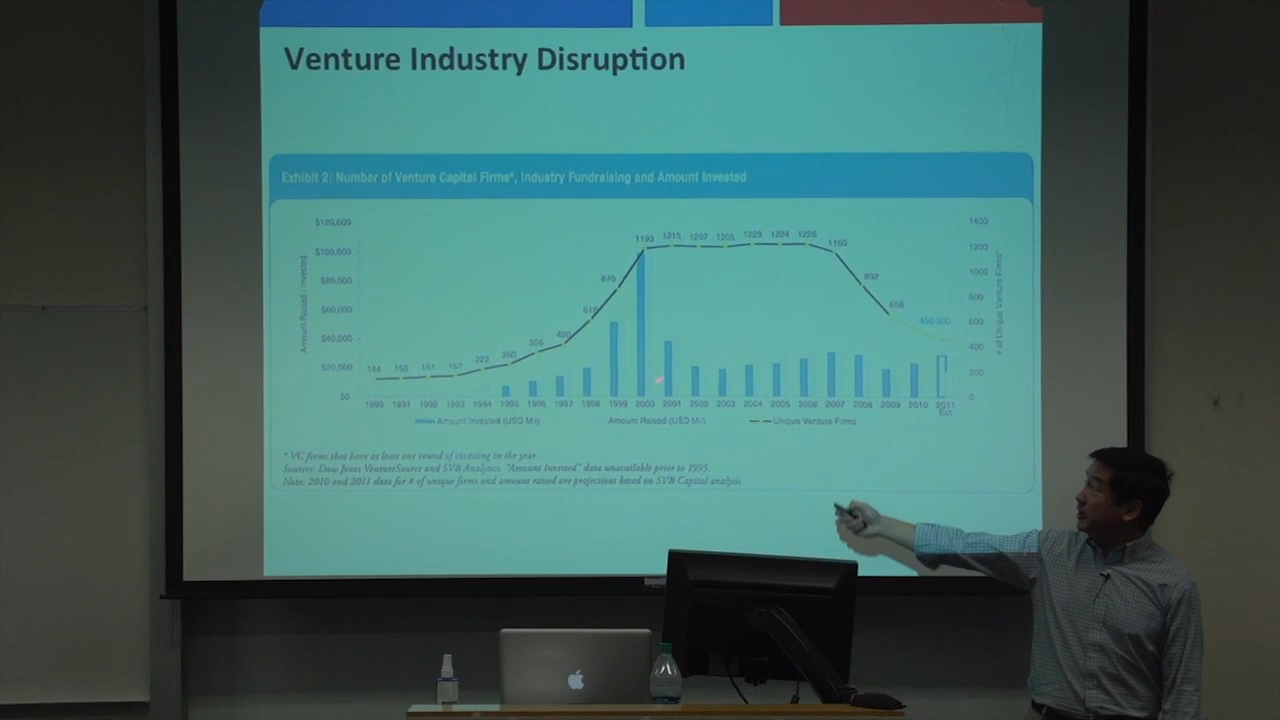 Venture Industry Disruption
Exhibit 2: Number of Venture Capital Firms*, Industry Fundraising and Amount Invested
$120,000
$100,000
$80,000
$60,000
$40,000
$20,000
$0
Amount Raised / Invested
144 150 161 167 222 260 356 420 618 870 1193 1215 1207 1205 1229 1224 1226 1160 892 656 450-500
1400
1200
1000
800
600
400
200
0
# of Unique Venture Firms*
1990 1991 1992 1993 1994 1995 1996 1997 1998 1999 2000 2001 2002 2003 2004 2005 2006 2007 2008 2009 2010 2011
Est.
Amount Invested (USD Mil) Amount Raised (USD Mil) Unique Venture Firms
* VC firms that have at least one round of investing in the year
Sources: Dow Jones VentureSource and SVB Analytics. "Amount Invested" data unavailable prior to 1995.
Note: 2010 and 2011 data for # of unique firms and amount raised are projections based on SVB Capital analysis